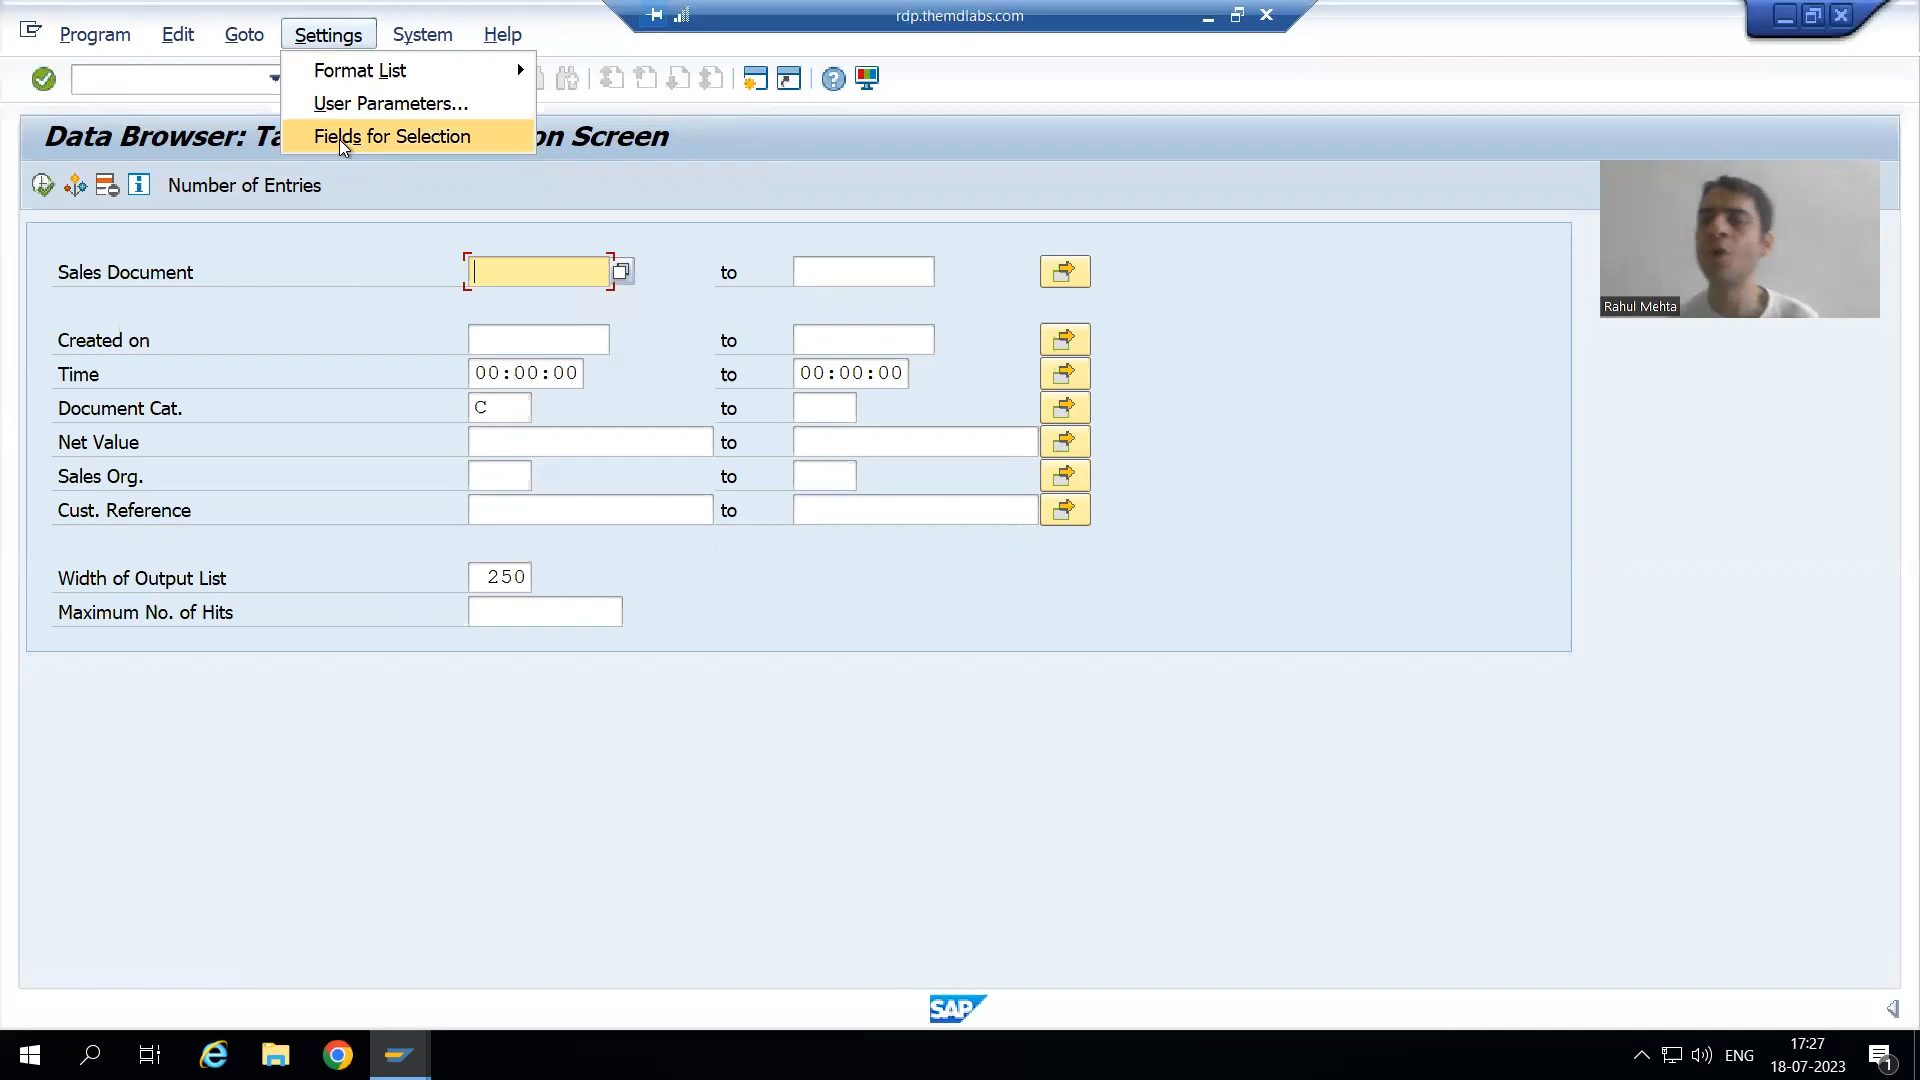 rdp.themdlabs.com
Program Edit Goto Settings System Help
Format List
User Parameters...
Fields for Selection
Data Browser: Ta
on Screen
Number of Entries
Rahul Mehta
Sales Document to
Created on to
Time 00:00:00 to 00:00:00
Document Cat. C to
Net Value to
Sales Org. to
Cust. Reference to
Width of Output List 250
Maximum No. of Hits
SAP
ENG
17:27
18-07-2023
1